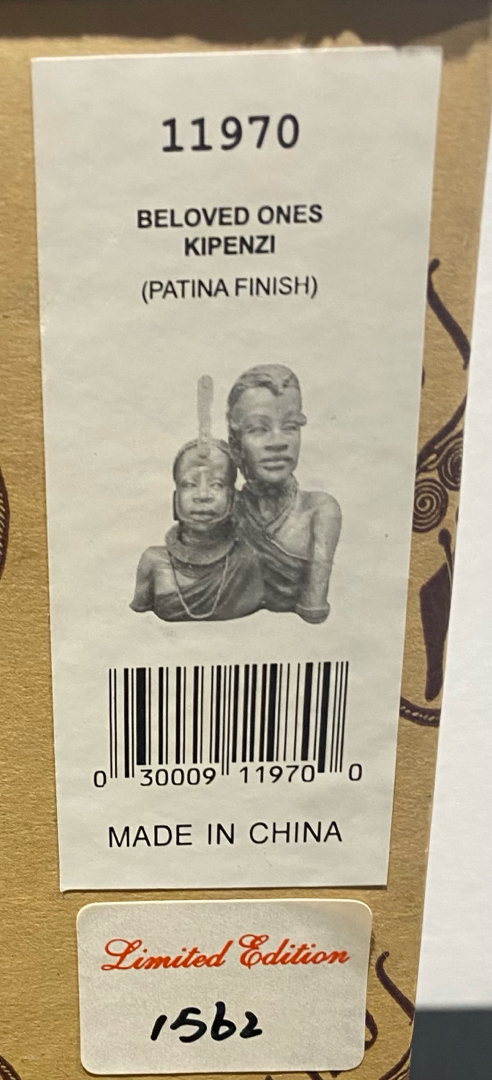 11970
BELOVED ONES
KIPENZI
(PATINA FINISH)
0 30009 11970 0
MADE IN CHINA
Limited Edition
1562